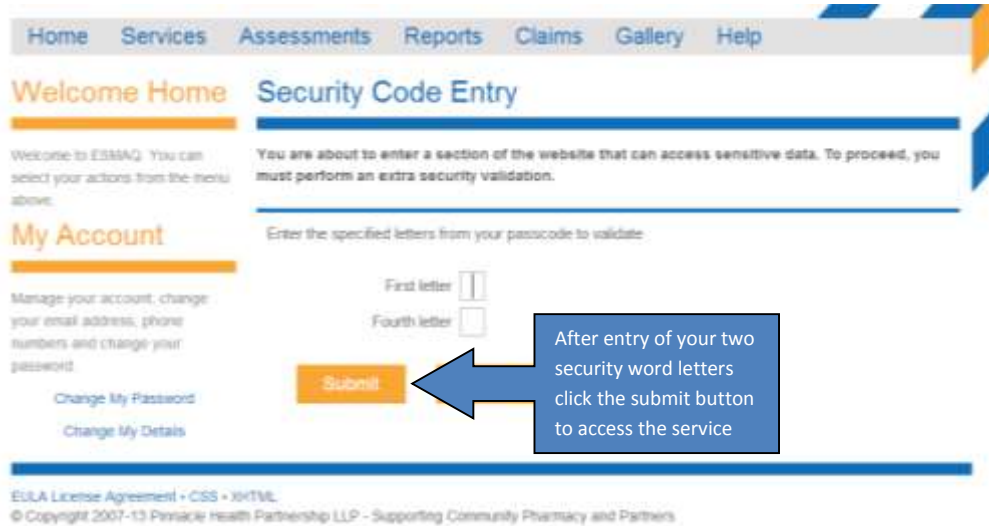 Home Services Assessments Reports Claims Gallery Help
Welcome Home
Welcome to ESMAQ. You can
select your actions from the menu
above.
My Account
Manage your account, change
your email address, phone
numbers and change your
password.
Change My Password
Change My Details
Security Code Entry
You are about to enter a section of the website that can access sensitive data. To proceed, you
must perform an extra security validation.
Enter the specified letters from your passcode to validate
First letter
Fourth letter
Submit
After entry of your two
security word letters
click the submit button
to access the service
EULA License Agreement • CSS • XHTML
© Copyright 2007-13 Pinnacle Health Partnership LLP - Supporting Community Pharmacy and Partners